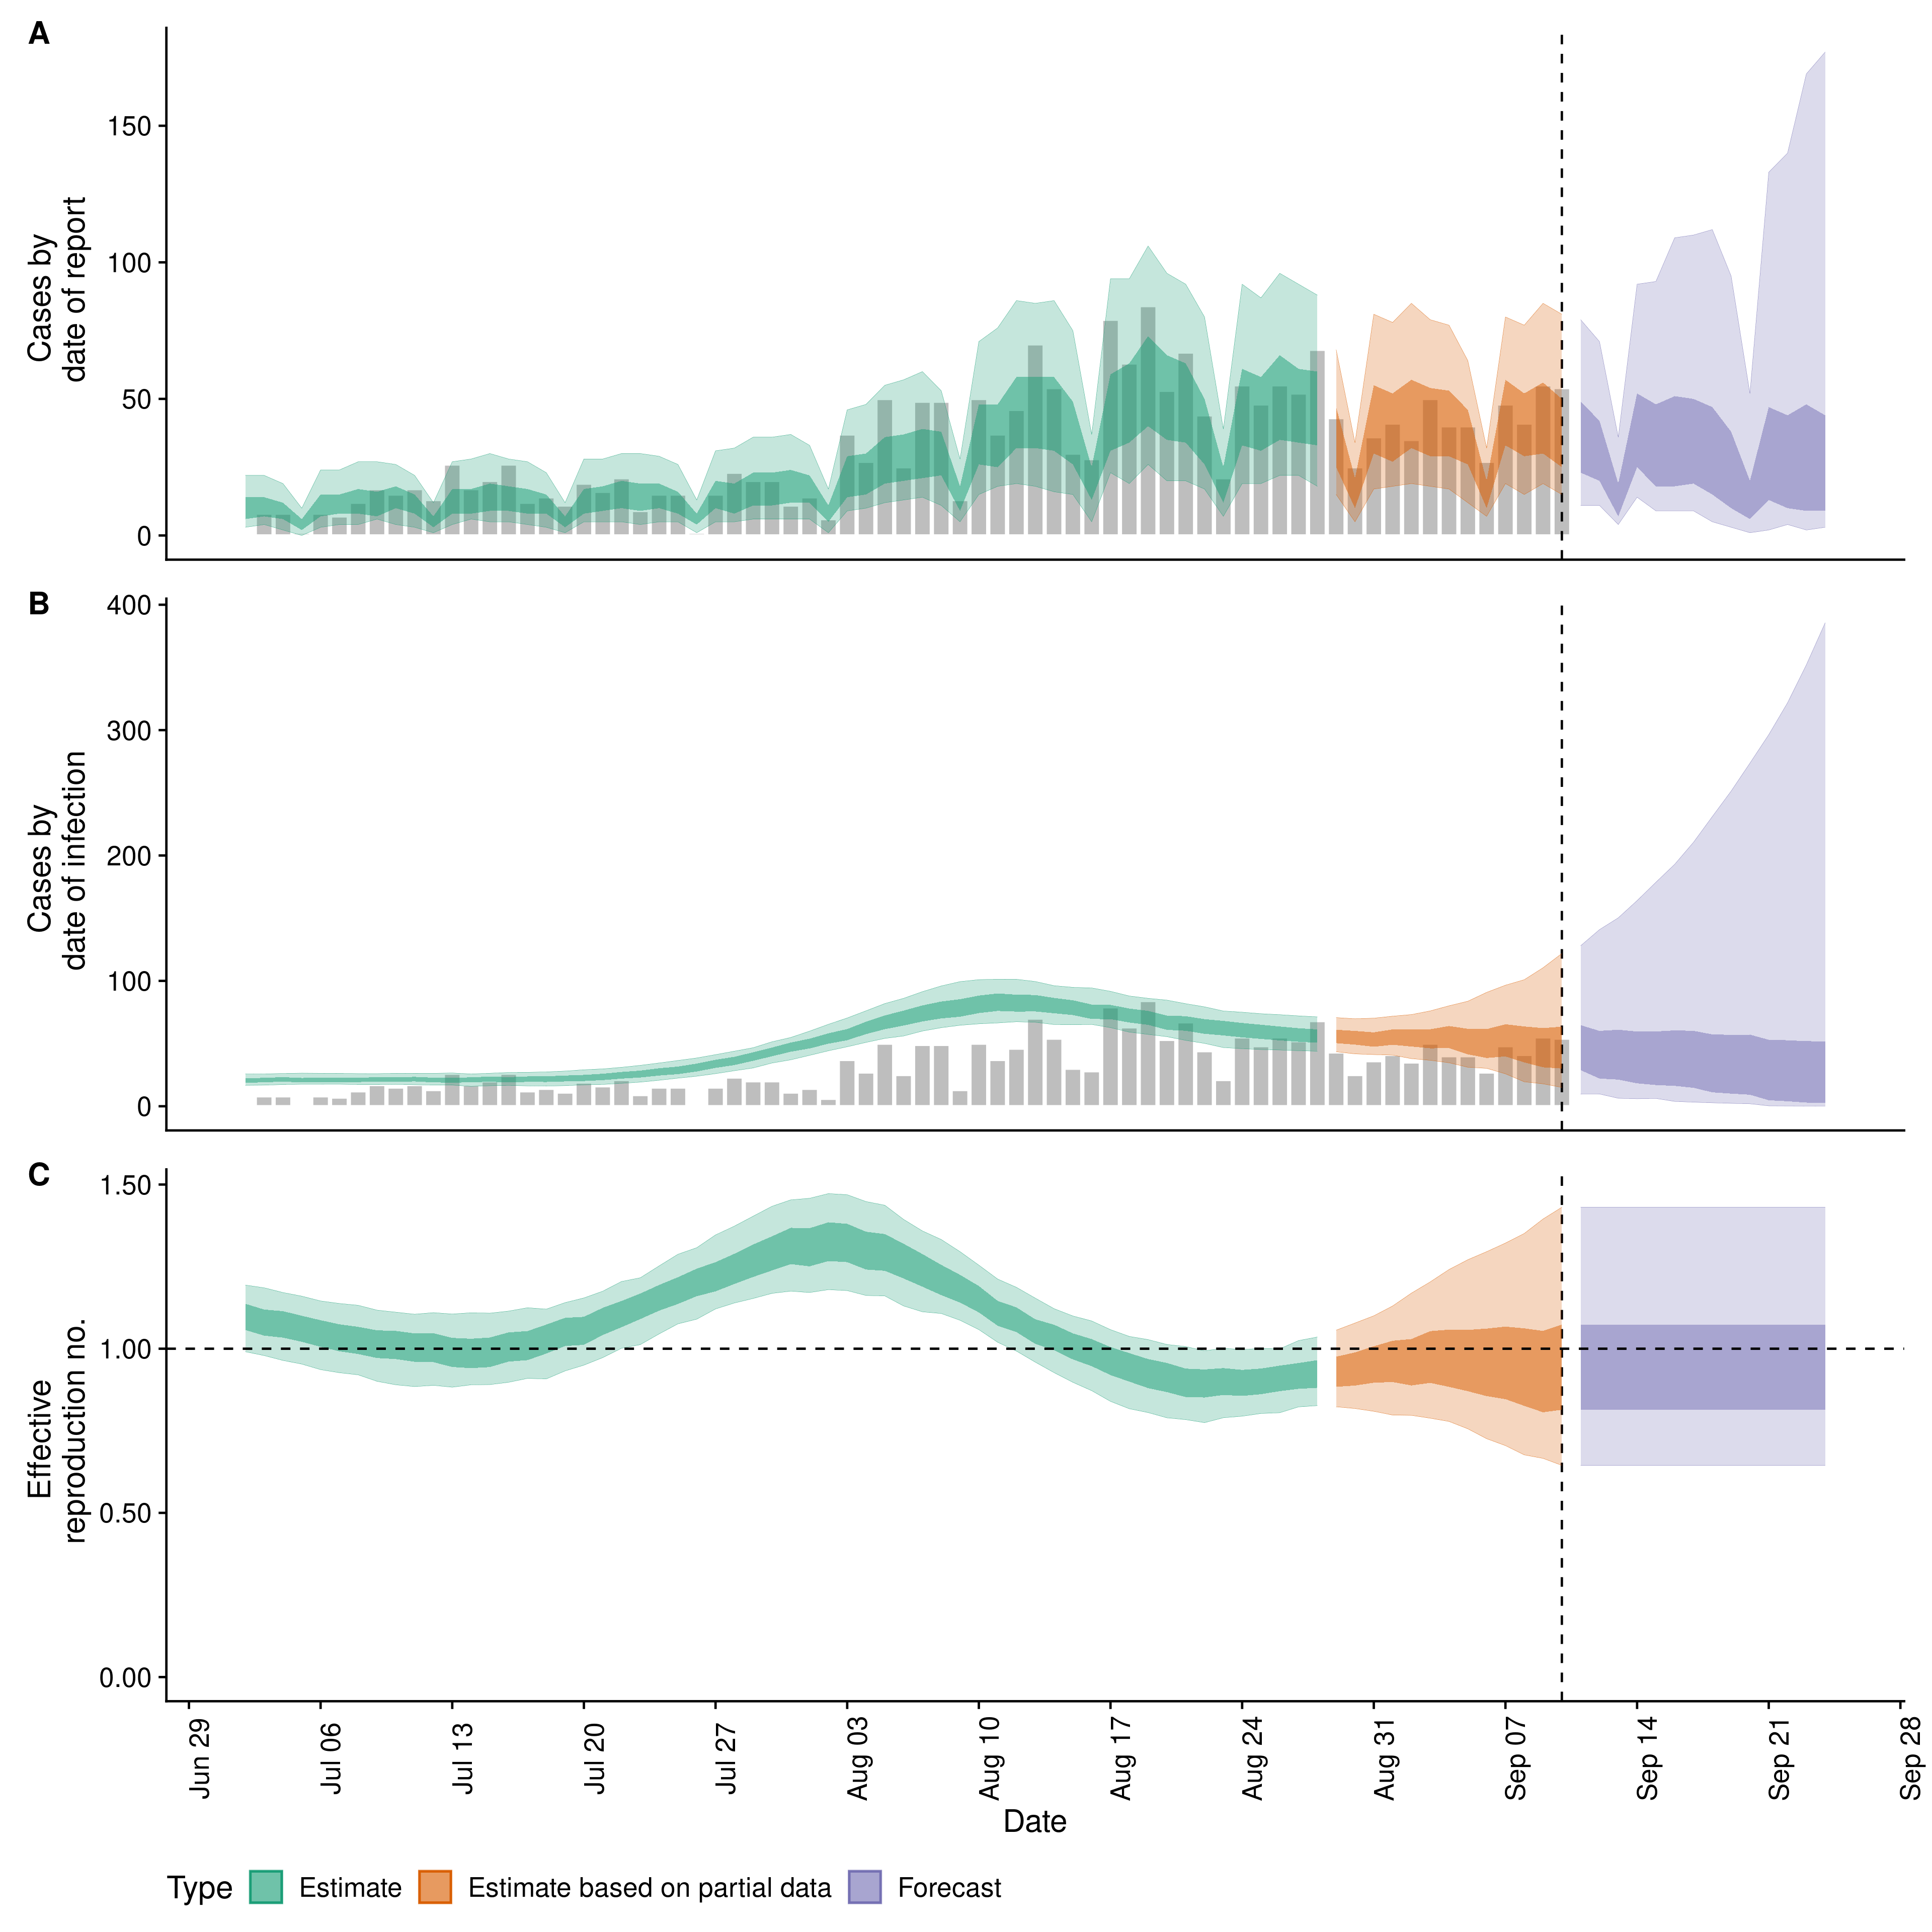 A
Cases by
date of report
150
100
50
0
B
Cases by
date of infection
400
300
200
100
0
C
Effective
reproduction no.
1.50
1.00
0.50
0.00
Jun 29
Jul 06
Jul 13
Jul 20
Jul 27
Aug 03
Aug 10
Aug 17
Aug 24
Aug 31
Sep 07
Sep 14
Sep 21
Sep 28
Date
Type Estimate Estimate based on partial data Forecast